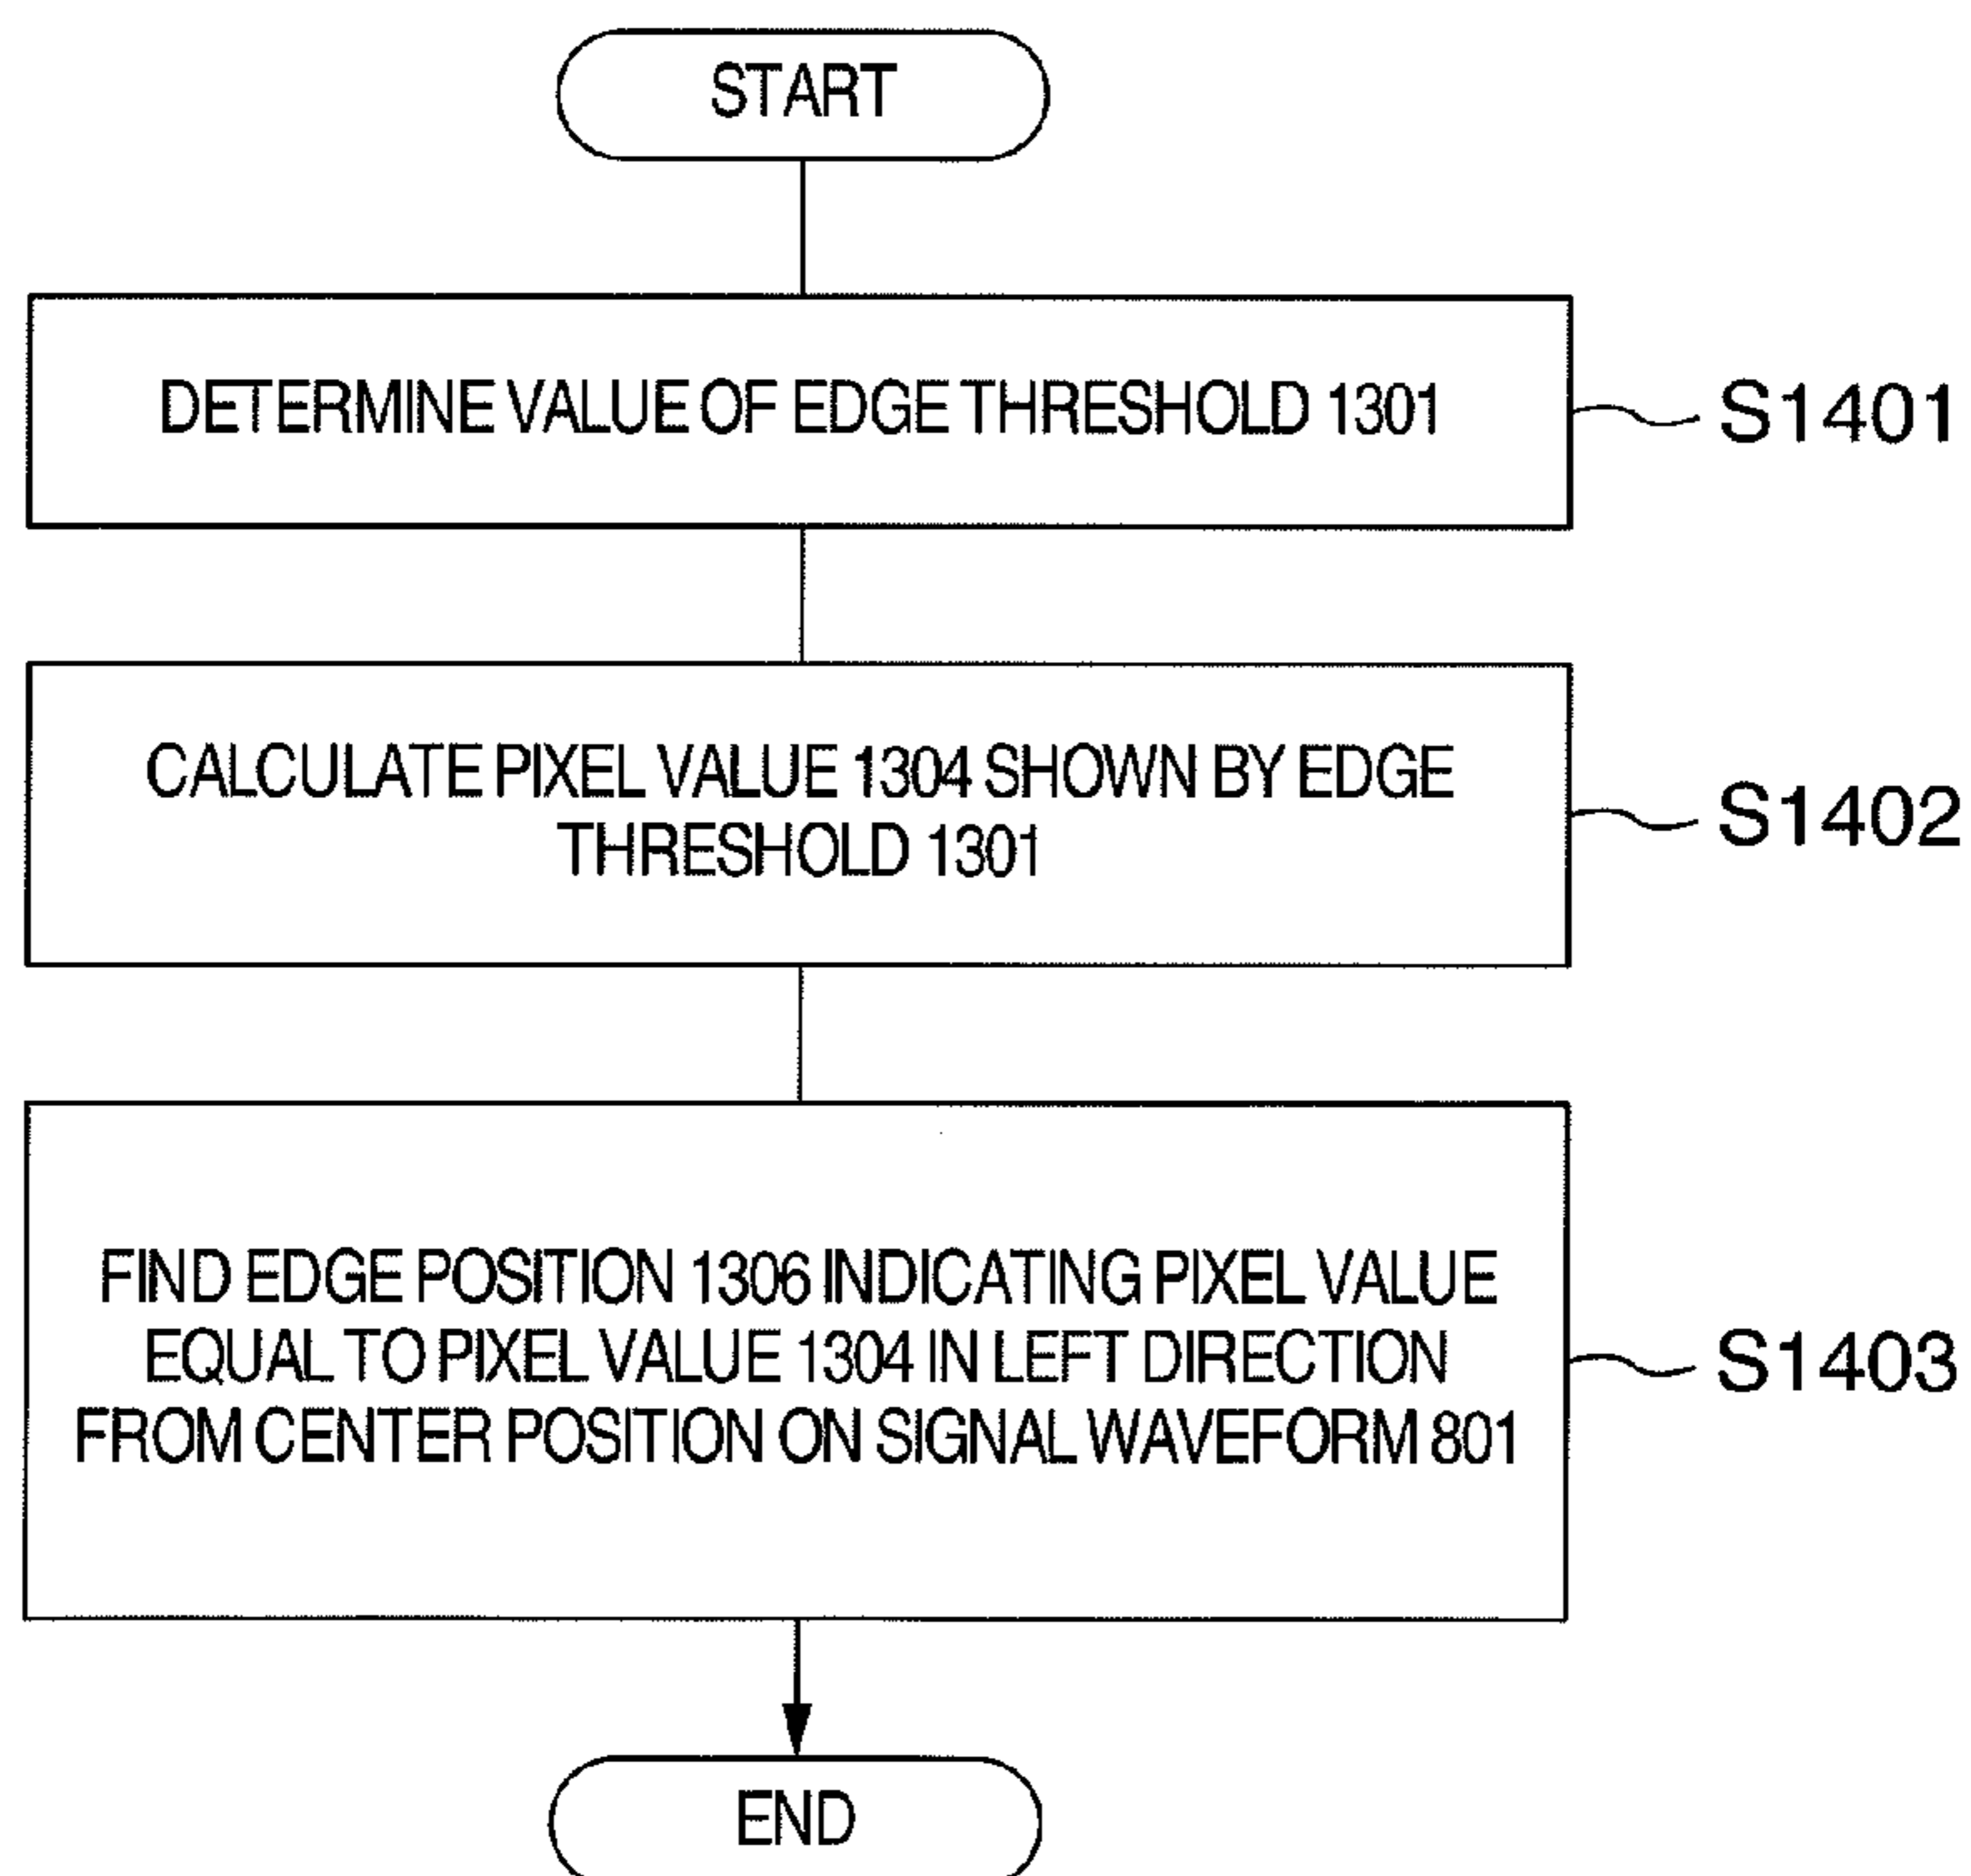 START
DETERMINE VALUE OF EDGE THRESHOLD 1301
S1401
CALCULATE PIXEL VALUE 1304 SHOWN BY EDGE
THRESHOLD 1301
S1402
FIND EDGE POSITION 1306 INDICATING PIXEL VALUE
EQUAL TO PIXEL VALUE 1304 IN LEFT DIRECTION
FROM CENTER POSITION ON SIGNAL WAVEFORM 801
S1403
END